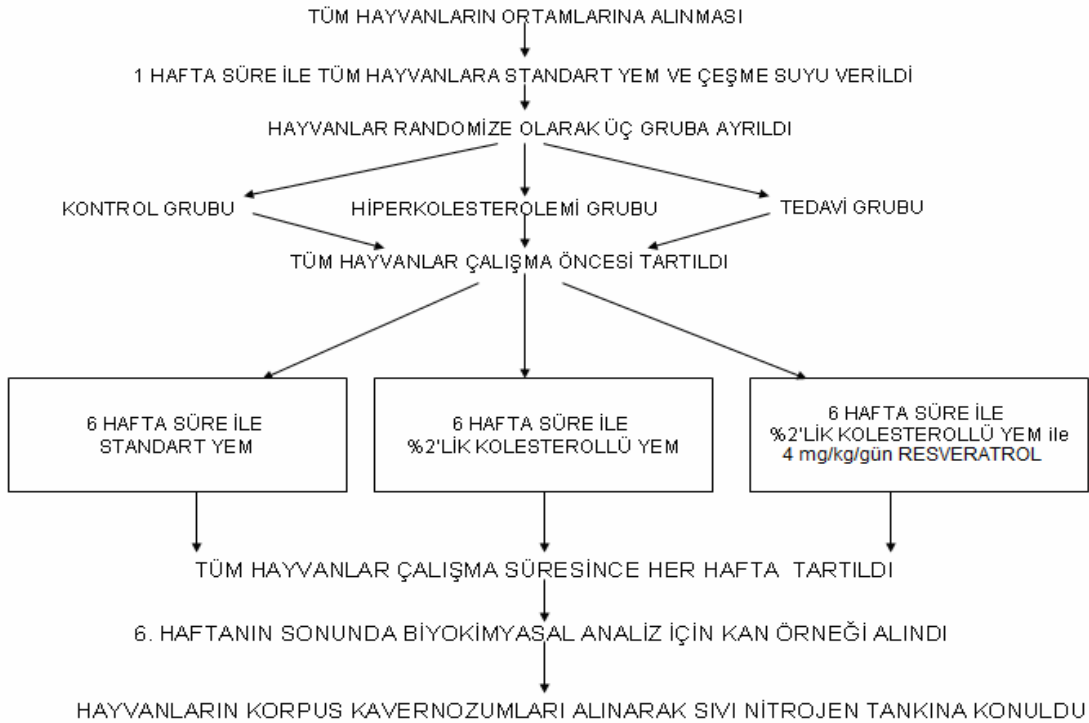 TÜM HAYVANLARIN ORTAMLARINA ALINMASI
1 HAFTA SÜRE İLE TÜM HAYVANLARA STANDART YEM VE ÇEŞME SUYU VERİLDİ
HAYVANLAR RANDOMİZE OLARAK ÜÇ GRUBA AYRILDI
KONTROL GRUBU
HİPERKOLESTEROLEMİ GRUBU
TEDAVİ GRUBU
TÜM HAYVANLAR ÇALIŞMA ÖNCESİ TARTILDI
6 HAFTA SÜRE İLE
STANDART YEM
6 HAFTA SÜRE İLE
%2'LİK KOLESTEROLLÜ YEM
6 HAFTA SÜRE İLE
%2'LİK KOLESTEROLLÜ YEM ile
4 mg/kg/gün RESVERATROL
TÜM HAYVANLAR ÇALIŞMA SÜRESİNCE HER HAFTA TARTILDI
6. HAFTANIN SONUNDA BİYOKİMYASAL ANALİZ İÇİN KAN ÖRNEĞİ ALINDI
HAYVANLARIN KORPUS KAVERNOZUMLARI ALINARAK SIVI NİTROJEN TANKINA KONULDU